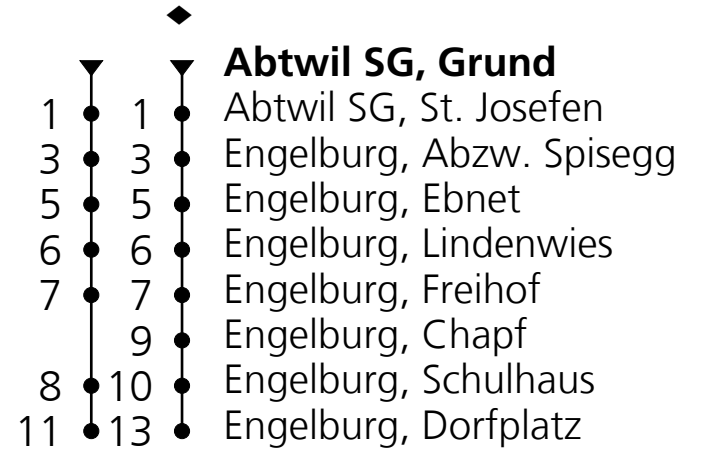 Abtwil SG, Grund
1 1 Abtwil SG, St. Josefen
3 3 Engelburg, Abzw. Spisegg
5 5 Engelburg, Ebnet
6 6 Engelburg, Lindenwies
7 7 Engelburg, Freihof
9 Engelburg, Chapf
8 10 Engelburg, Schulhaus
11 13 Engelburg, Dorfplatz